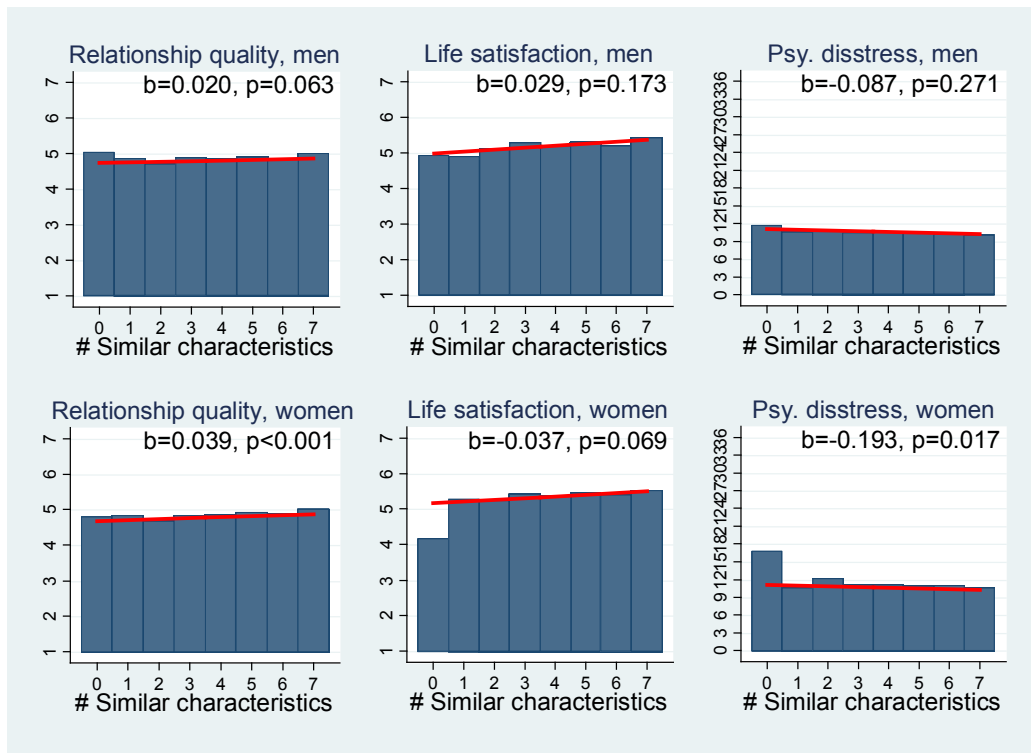 Relationship quality, men
b=0.020, p=0.063
7
6
5
4
3
2
1
0 1 2 3 4 5 6 7
# Similar characteristics
Life satisfaction, men
b=0.029, p=0.173
7
6
5
4
3
2
1
0 1 2 3 4 5 6 7
# Similar characteristics
Psy. disstress, men
b=-0.087, p=0.271
36
33
30
27
24
21
18
15
12
9
6
3
0
0 1 2 3 4 5 6 7
# Similar characteristics
Relationship quality, women
b=0.039, p<0.001
7
6
5
4
3
2
1
0 1 2 3 4 5 6 7
# Similar characteristics
Life satisfaction, women
b=-0.037, p=0.069
7
6
5
4
3
2
1
0 1 2 3 4 5 6 7
# Similar characteristics
Psy. disstress, women
b=-0.193, p=0.017
36
33
30
27
24
21
18
15
12
9
6
3
0
0 1 2 3 4 5 6 7
# Similar characteristics